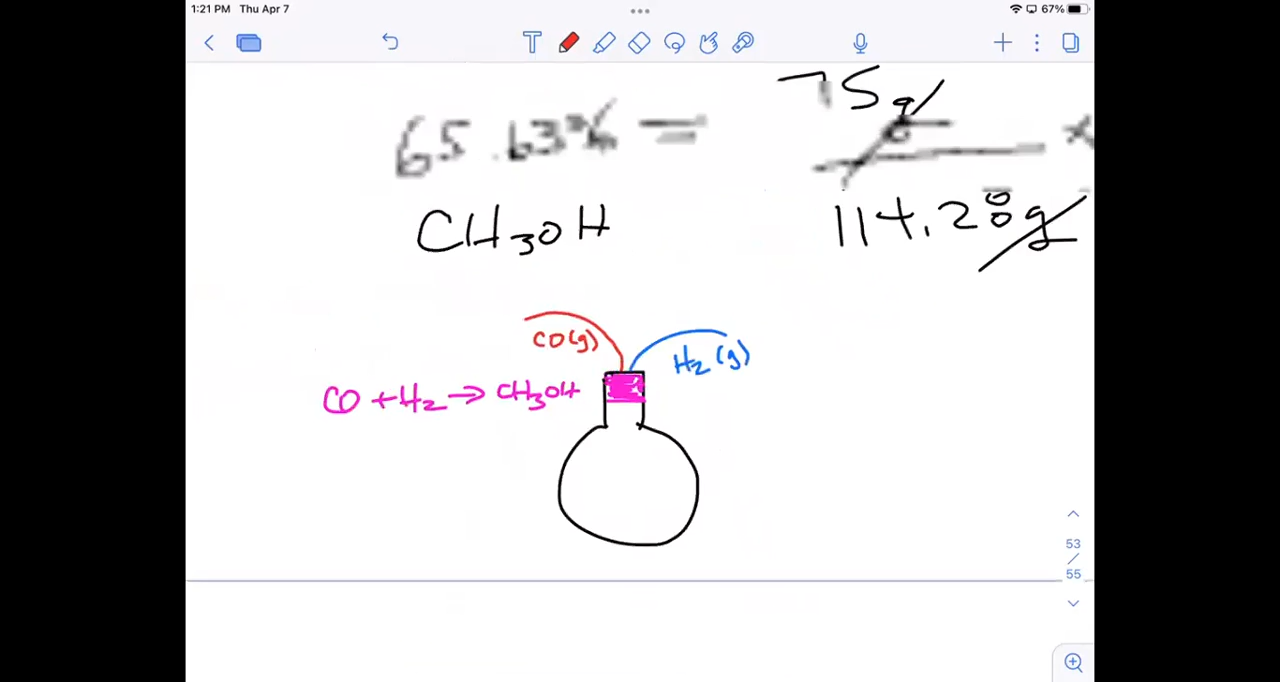 1:21 PM Thu Apr 7
67%
75g
65.63% = x
CH3OH 114.28g
CO(g)
H2(g)
CO + H2 → CH3OH
53
/
55